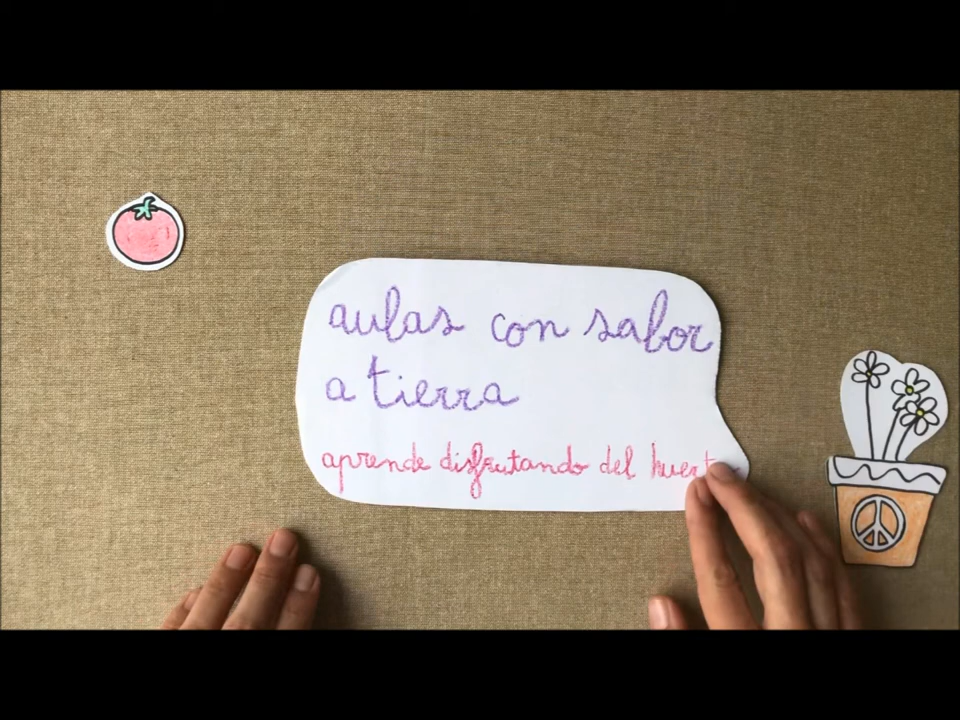 aulas con sabor
a tierra
aprende disfrutando del